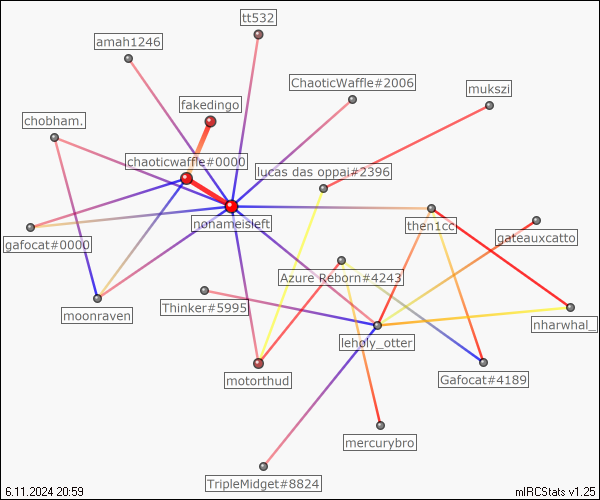 tt532
amah1246
ChaoticWaffle#2006
mukszi
fakedingo
chobham.
chaoticwaffle#0000
lucas das oppai#2396
nonameisleft
then1cc
gateauxcatto
gafocat#0000
Azure Reborn#4243
Thinker#5995
moonraven
nharwhal_
leholy_otter
motorthud
Gafocat#4189
mercurybro
TripleMidget#8824
6.11.2024 20:59
mIRCStats v1.25